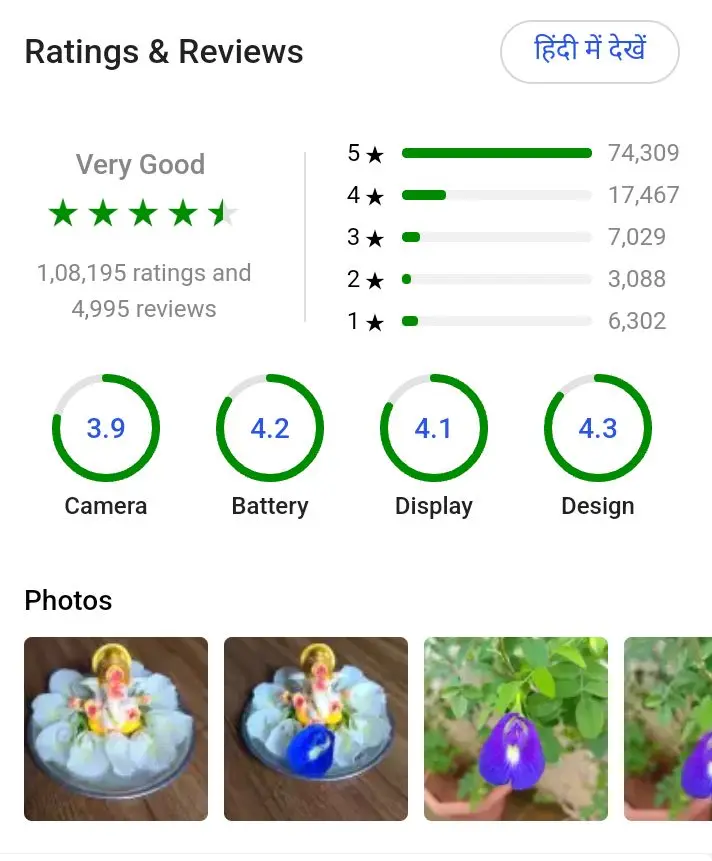 Ratings & Reviews
हिंदी में देखें
Very Good
1,08,195 ratings and
4,995 reviews
5 ★ 74,309
4 ★ 17,467
3 ★ 7,029
2 ★ 3,088
1 ★ 6,302
3.9 4.2 4.1 4.3
Camera Battery Display Design
Photos